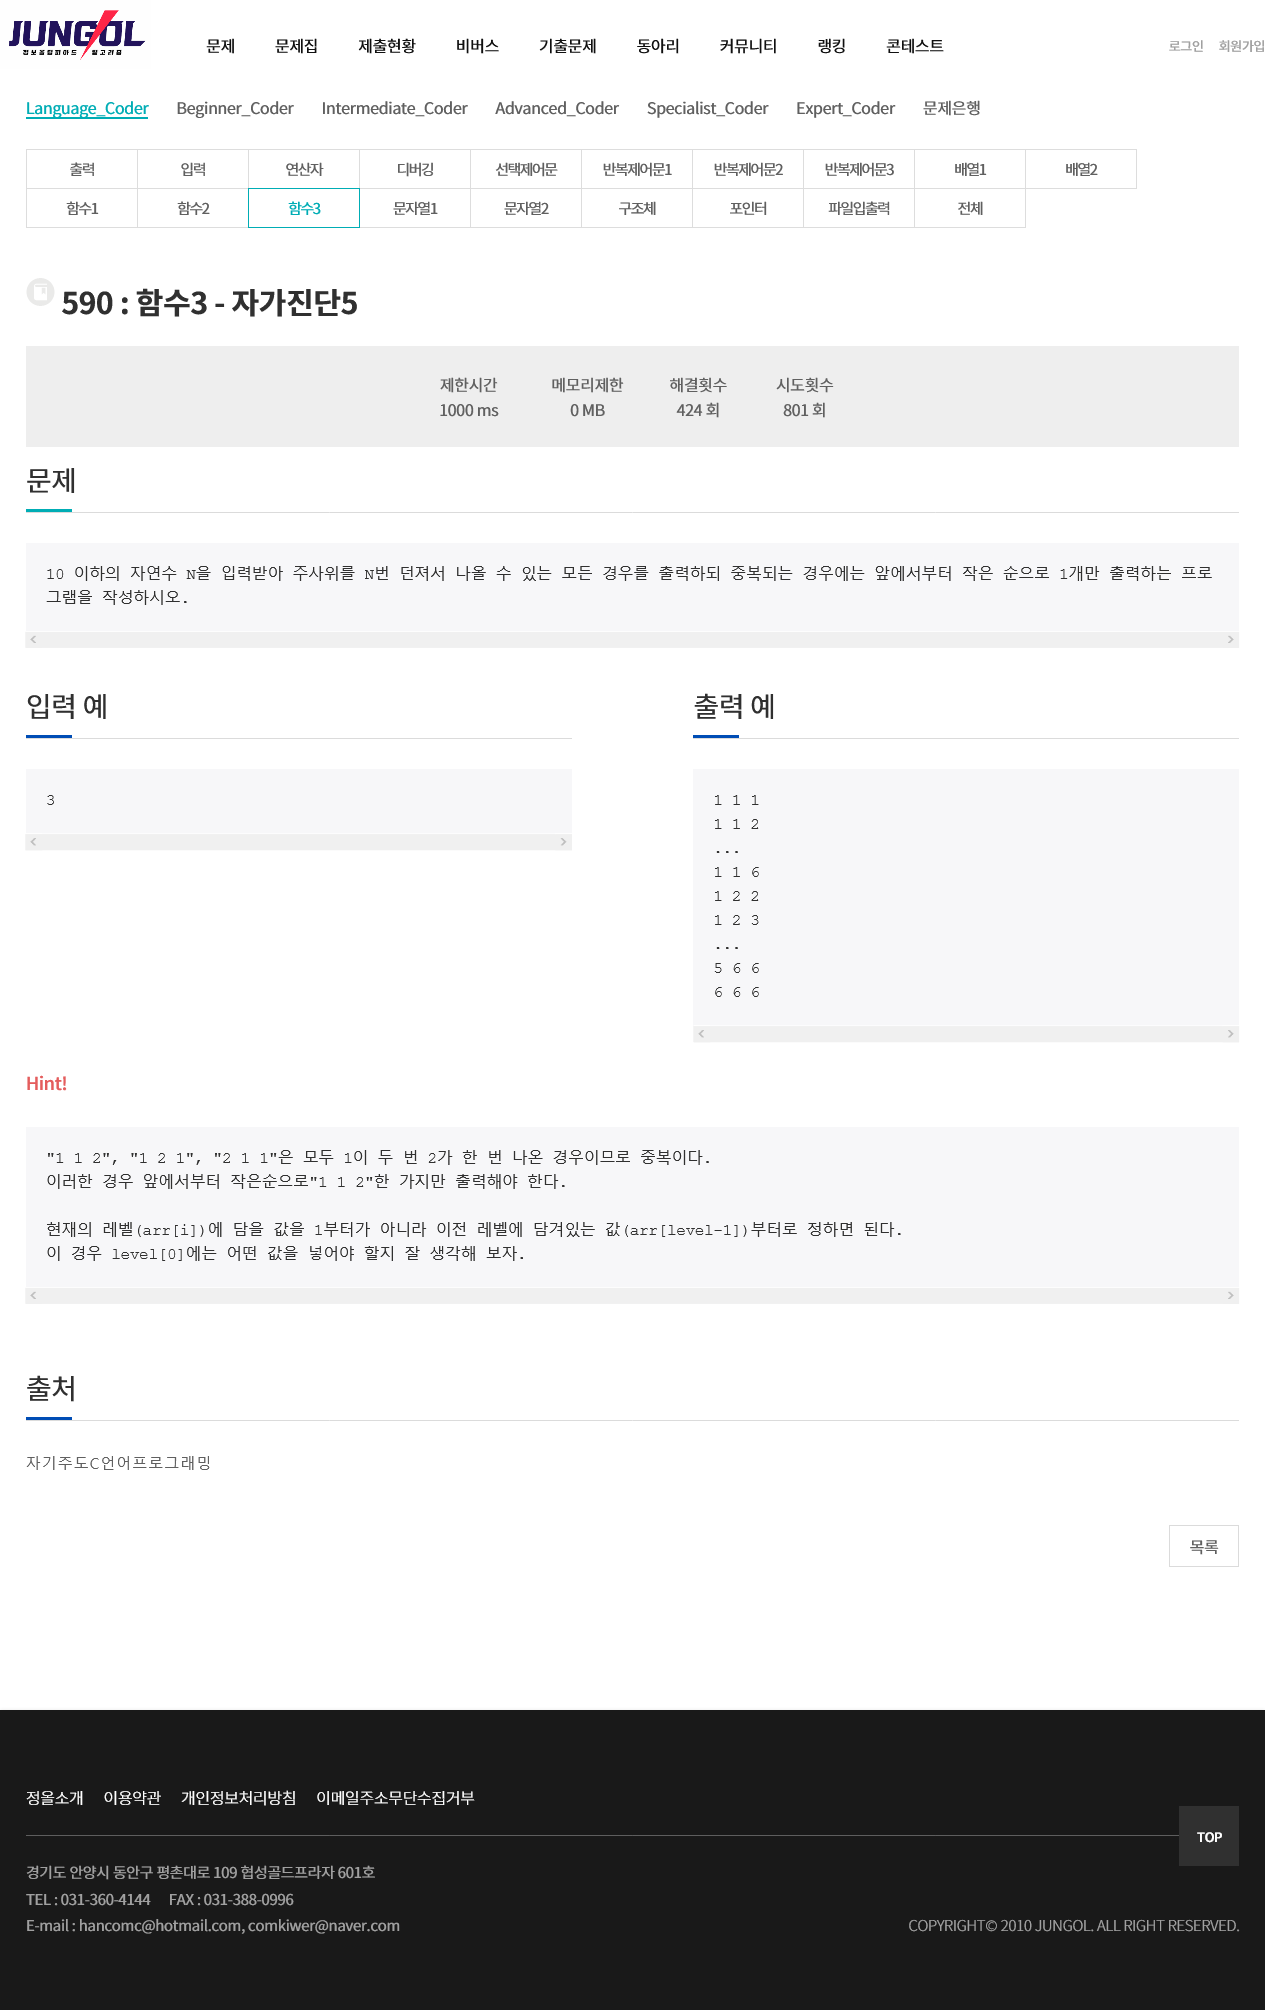 JUNGOL
정보올림피아드 알고리즘
문제 문제집 제출현황 비버스 기출문제 동아리 커뮤니티 랭킹 콘테스트 로그인 회원가입
Language_Coder Beginner_Coder Intermediate_Coder Advanced_Coder Specialist_Coder Expert_Coder 문제은행
출력 입력 연산자 디버깅 선택제어문 반복제어문1 반복제어문2 반복제어문3 배열1 배열2
함수1 함수2 함수3 문자열1 문자열2 구조체 포인터 파일입출력 전체
590 : 함수3 - 자가진단5
제한시간 메모리제한 해결횟수 시도횟수
1000 ms 0 MB 424 회 801 회
문제
10 이하의 자연수 N을 입력받아 주사위를 N번 던져서 나올 수 있는 모든 경우를 출력하되 중복되는 경우에는 앞에서부터 작은 순으로 1개만 출력하는 프로
그램을 작성하시오.
입력 예
3
출력 예
1 1 1
1 1 2
...
1 1 6
1 2 2
1 2 3
...
5 6 6
6 6 6
Hint!
"1 1 2", "1 2 1", "2 1 1"은 모두 1이 두 번 2가 한 번 나온 경우이므로 중복이다.
이러한 경우 앞에서부터 작은순으로"1 1 2"한 가지만 출력해야 한다.
현재의 레벨(arr[i])에 담을 값을 1부터가 아니라 이전 레벨에 담겨있는 값(arr[level-1])부터로 정하면 된다.
이 경우 level[0]에는 어떤 값을 넣어야 할지 잘 생각해 보자.
출처
자기주도C언어프로그래밍
목록
정올소개 이용약관 개인정보처리방침 이메일주소무단수집거부
TOP
경기도 안양시 동안구 평촌대로 109 협성골드프라자 601호
TEL : 031-360-4144 FAX : 031-388-0996
E-mail : hancomc@hotmail.com, comkiwer@naver.com COPYRIGHT© 2010 JUNGOL. ALL RIGHT RESERVED.